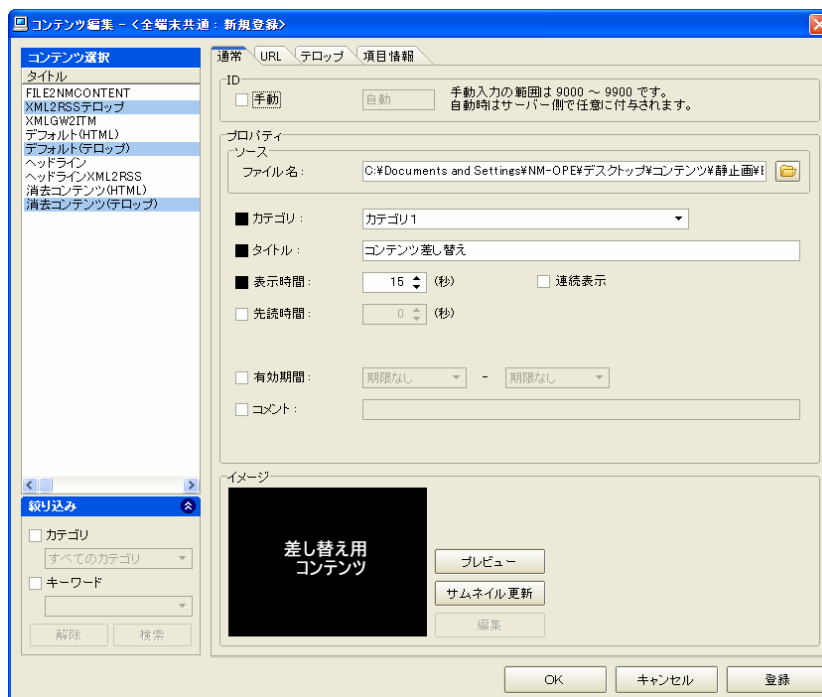 コンテンツ編集 - <全端末共通：新規登録>
コンテンツ選択
タイトル
FILE2NMCONTENT
XML2RSSテロップ
XMLGW2ITM
デフォルト(HTML)
デフォルト(テロップ)
ヘッドライン
ヘッドラインXML2RSS
消去コンテンツ(HTML)
消去コンテンツ(テロップ)
絞り込み
カテゴリ
すべてのカテゴリ
キーワード
解除 検索
通常 URL テロップ 項目情報
ID
手動 自動 手動入力の範囲は 9000 ～ 9900 です。
自動時はサーバー側で任意に付与されます。
プロパティ
ソース
ファイル名： C:¥Documents and Settings¥NM-OPE¥デスクトップ¥コンテンツ¥静止画¥
カテゴリ： カテゴリ1
タイトル： コンテンツ差し替え
表示時間： 15 (秒) 連続表示
先読時間： 0 (秒)
有効期間： 期限なし - 期限なし
コメント：
イメージ
差し替え用
コンテンツ
プレビュー
サムネイル更新
編集
OK キャンセル 登録